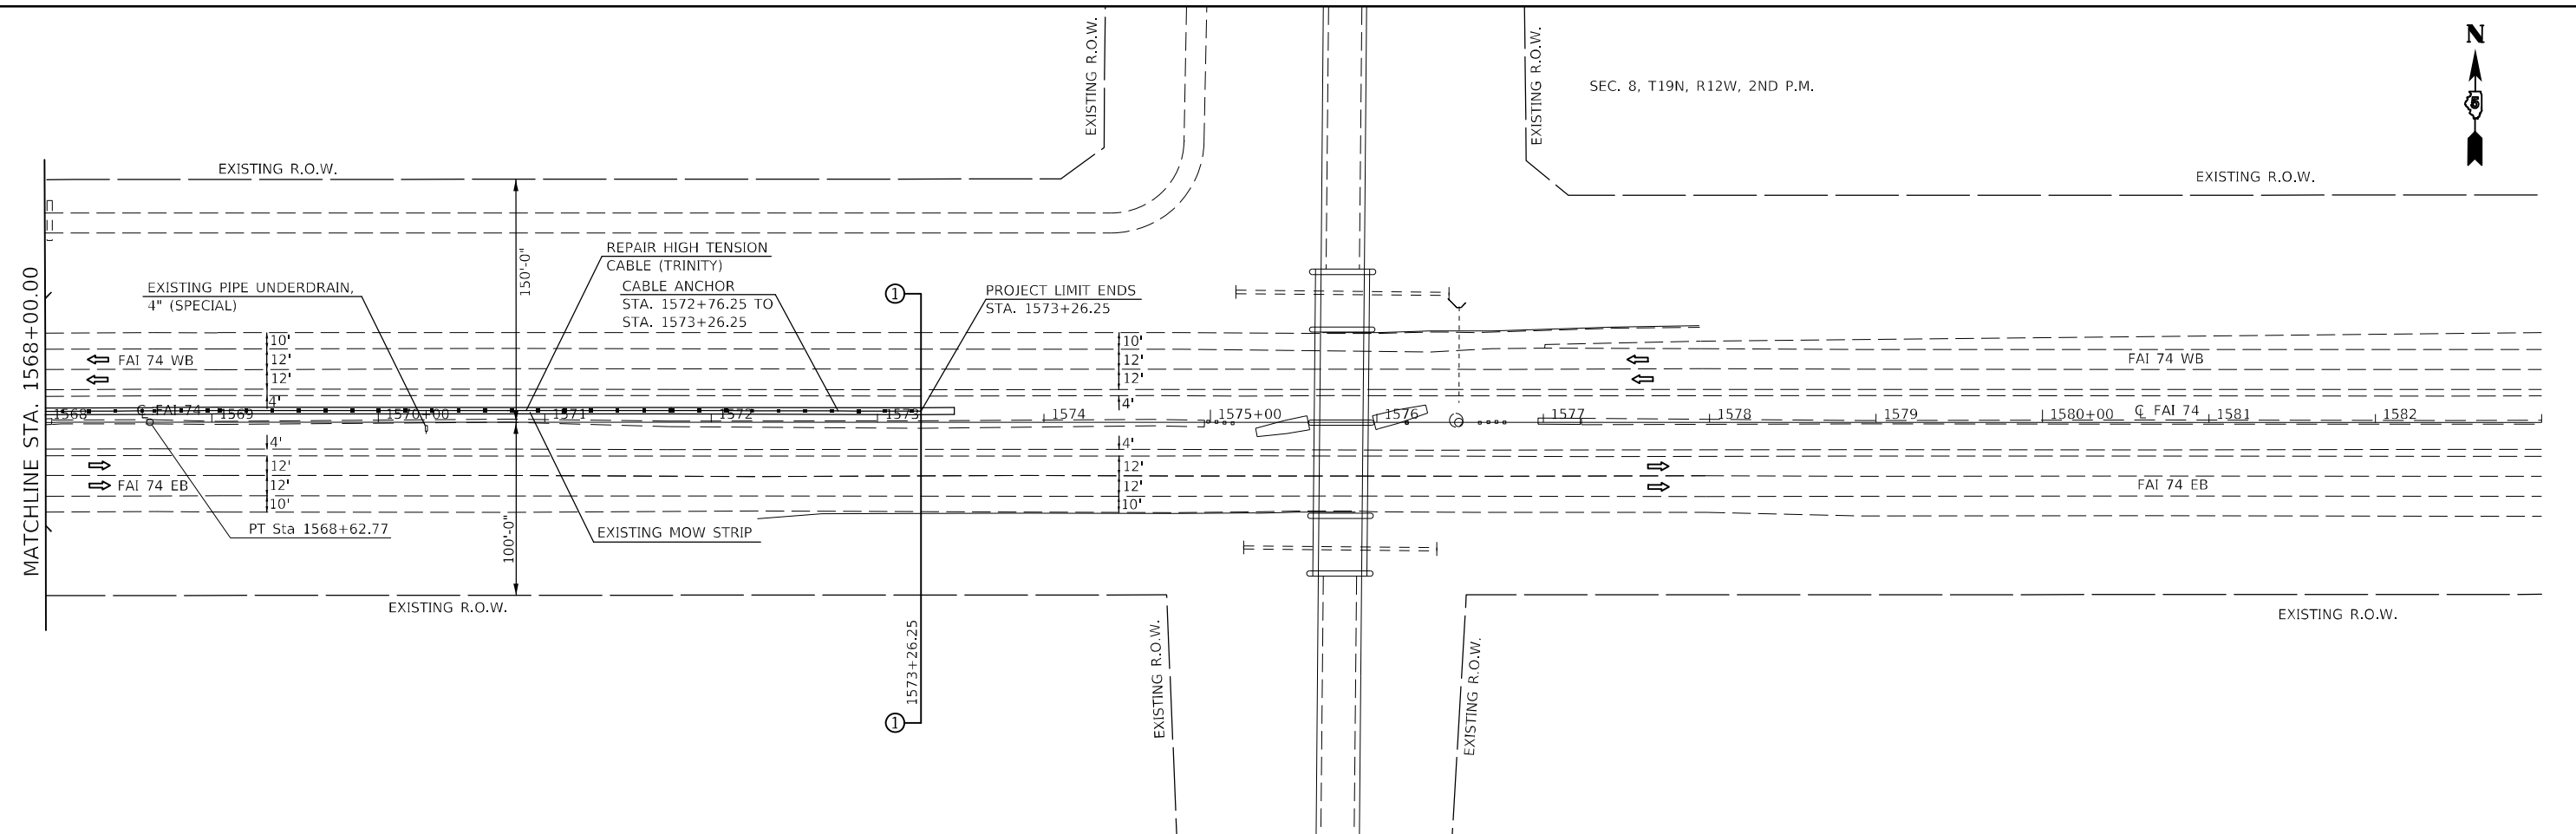 EXISTING R.O.W.
EXISTING R.O.W.
SEC. 8, T19N, R12W, 2ND P.M.
N
5
EXISTING R.O.W.
EXISTING R.O.W.
MATCHLINE STA. 1568+00.00
150'-0"
REPAIR HIGH TENSION
CABLE (TRINITY)
EXISTING PIPE UNDERDRAIN,
4" (SPECIAL)
CABLE ANCHOR
STA. 1572+76.25 TO
STA. 1573+26.25
1
PROJECT LIMIT ENDS
STA. 1573+26.25
10'
12'
12'
4'
FAI 74 WB
10'
12'
12'
4'
FAI 74 WB
℄ FAI 74
1568
1569
1570+00
1571
1572
1573
1574
1575+00
1576
1577
1578
1579
1580+00
℄ FAI 74
1581
1582
4'
12'
12'
10'
FAI 74 EB
4'
12'
12'
10'
FAI 74 EB
PT Sta 1568+62.77
100'-0"
EXISTING MOW STRIP
EXISTING R.O.W.
EXISTING R.O.W.
1573+26.25
1
EXISTING R.O.W.
EXISTING R.O.W.